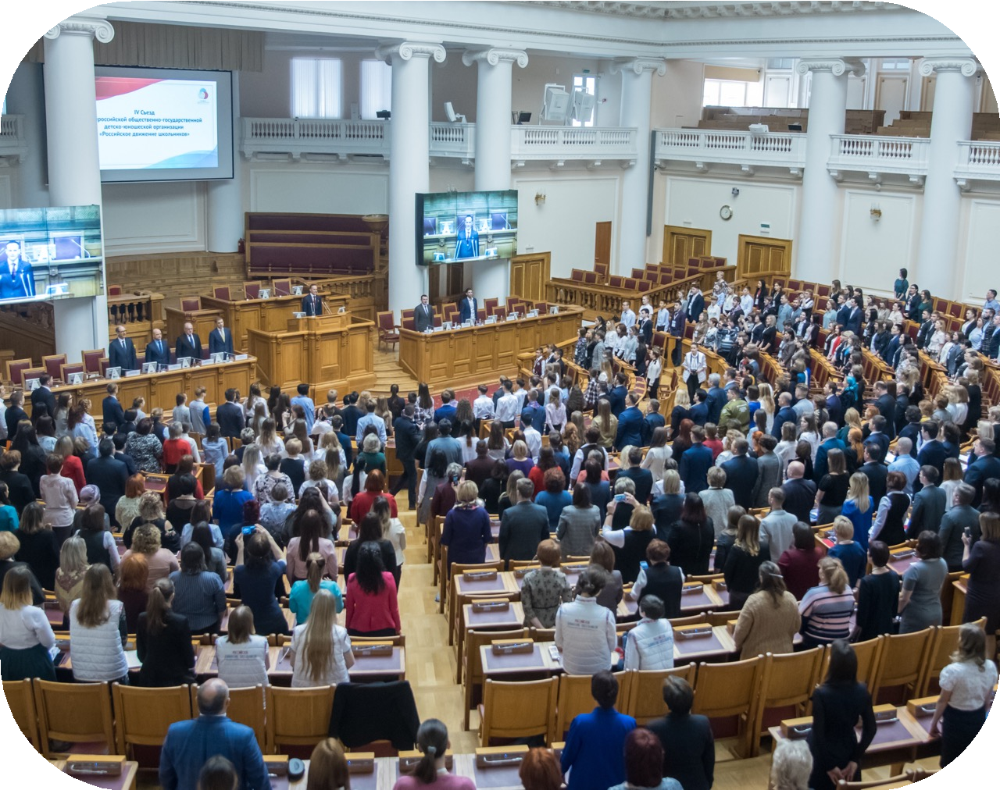 IV Съезд
российской общественно-государственной
детско-юношеской организации
«Российское движение школьников»